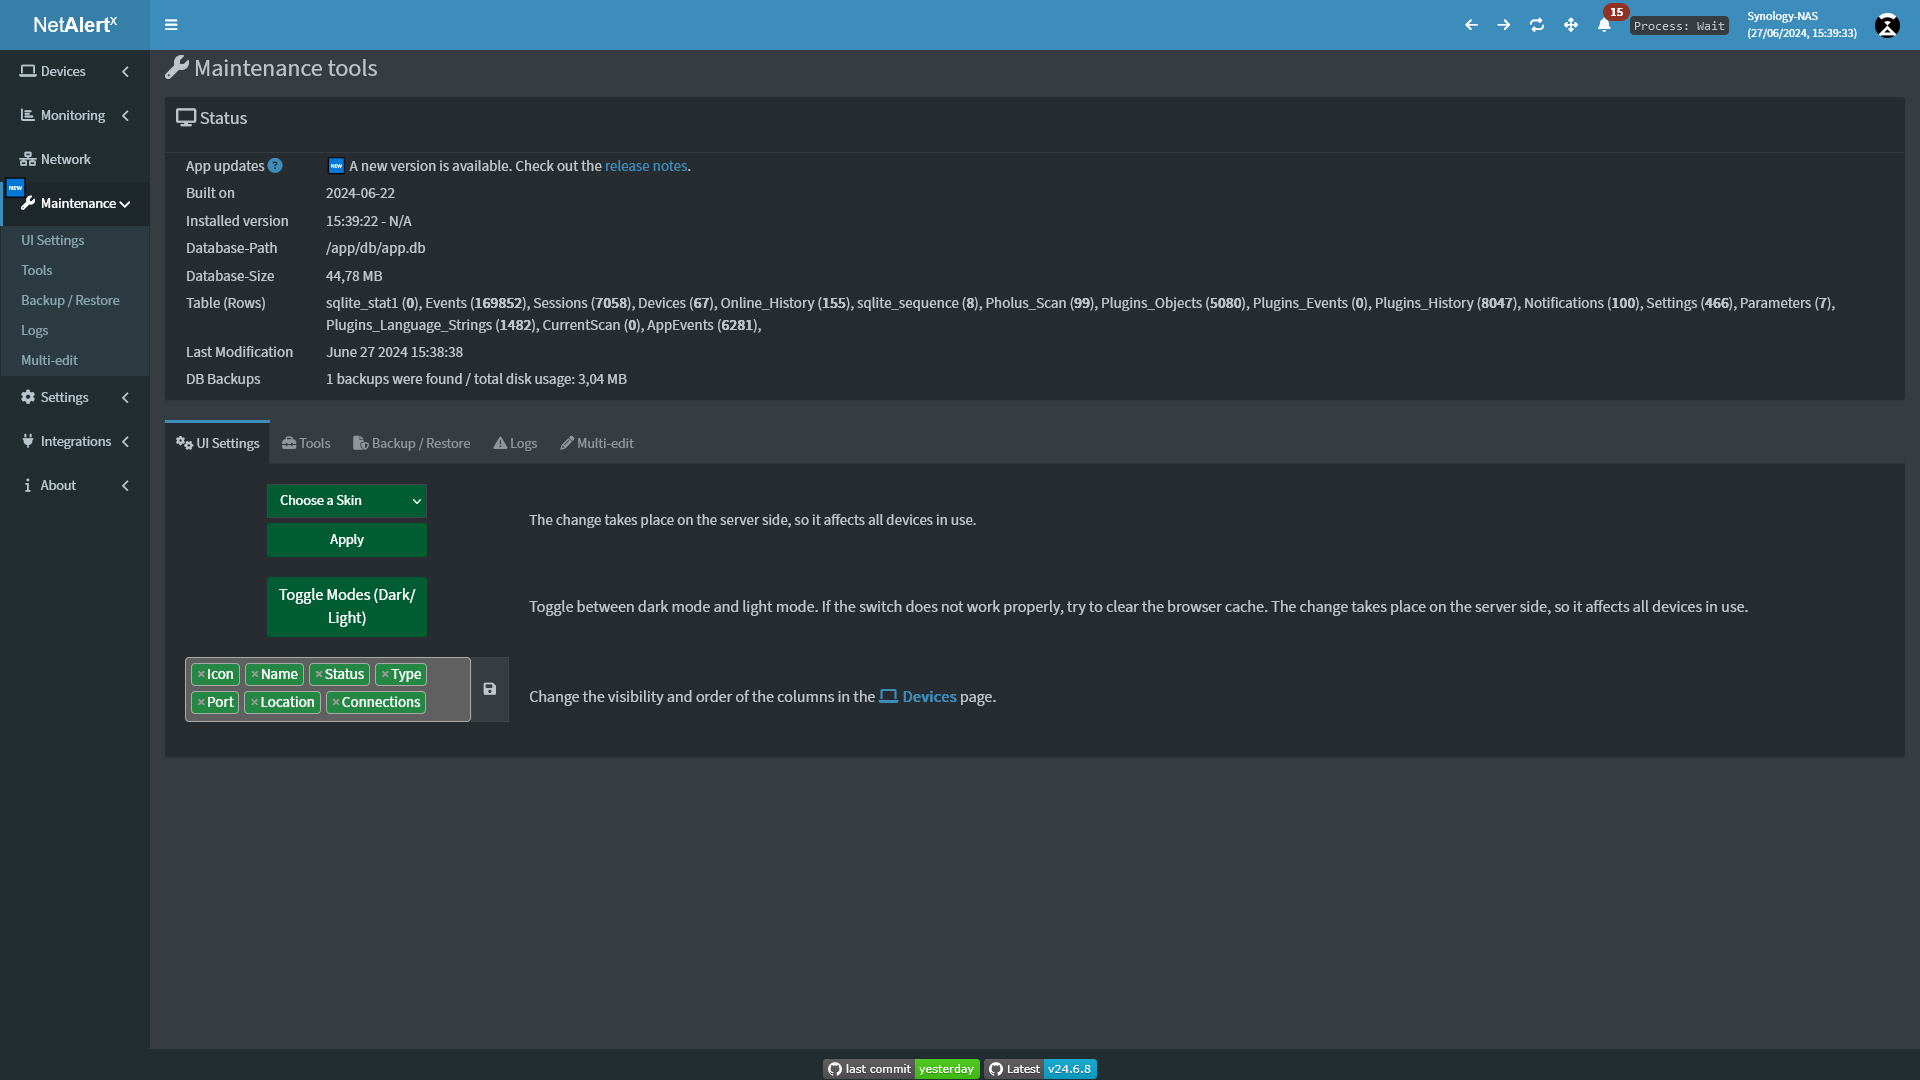 NetAlertx
15
Process: Wait
Synology-NAS
(27/06/2024, 15:39:33)
Devices
Monitoring
Network
NEW
Maintenance
UI Settings
Tools
Backup / Restore
Logs
Multi-edit
Settings
Integrations
About
Maintenance tools
Status
App updates ? NEW A new version is available. Check out the release notes.
Built on 2024-06-22
Installed version 15:39:22 - N/A
Database-Path /app/db/app.db
Database-Size 44,78 MB
Table (Rows) sqlite_stat1 (0), Events (169852), Sessions (7058), Devices (67), Online_History (155), sqlite_sequence (8), Pholus_Scan (99), Plugins_Objects (5080), Plugins_Events (0), Plugins_History (8047), Notifications (100), Settings (466), Parameters (7),
Plugins_Language_Strings (1482), CurrentScan (0), AppEvents (6281),
Last Modification June 27 2024 15:38:38
DB Backups 1 backups were found / total disk usage: 3,04 MB
UI Settings Tools Backup / Restore Logs Multi-edit
Choose a Skin
Apply
The change takes place on the server side, so it affects all devices in use.
Toggle Modes (Dark/
Light)
Toggle between dark mode and light mode. If the switch does not work properly, try to clear the browser cache. The change takes place on the server side, so it affects all devices in use.
×Icon ×Name ×Status ×Type
×Port ×Location ×Connections
Change the visibility and order of the columns in the Devices page.
last commit yesterday Latest v24.6.8